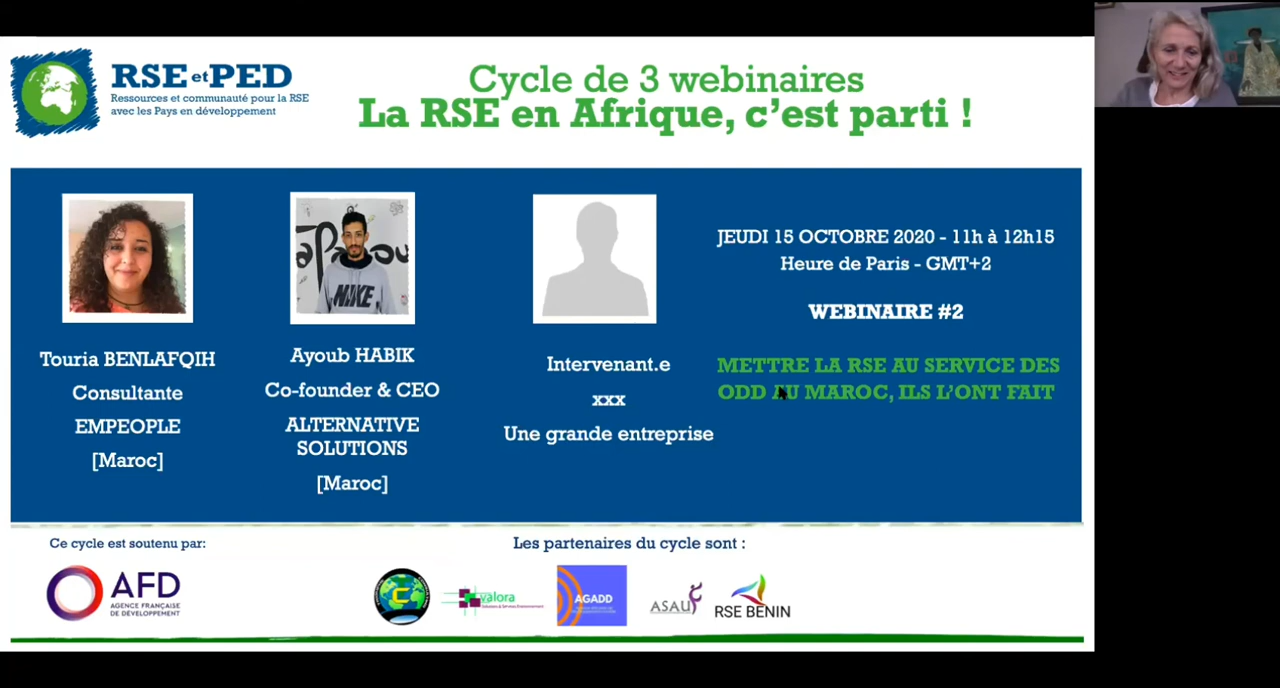 RSE et PED
Ressources et communauté pour la RSE
avec les Pays en développement
Cycle de 3 webinaires
La RSE en Afrique, c’est parti !
NIKE
Touria BENLAFQIH
Consultante
EMPEOPLE
[Maroc]
Ayoub HABIK
Co-founder & CEO
ALTERNATIVE
SOLUTIONS
[Maroc]
Intervenant.e
xxx
Une grande entreprise
JEUDI 15 OCTOBRE 2020 - 11h à 12h15
Heure de Paris - GMT+2
WEBINAIRE #2
METTRE LA RSE AU SERVICE DES
ODD AU MAROC, ILS L’ONT FAIT
Ce cycle est soutenu par:
AFD
AGENCE FRANÇAISE
DE DÉVELOPPEMENT
Les partenaires du cycle sont :
valora
AGADD
ASAU
RSE BENIN